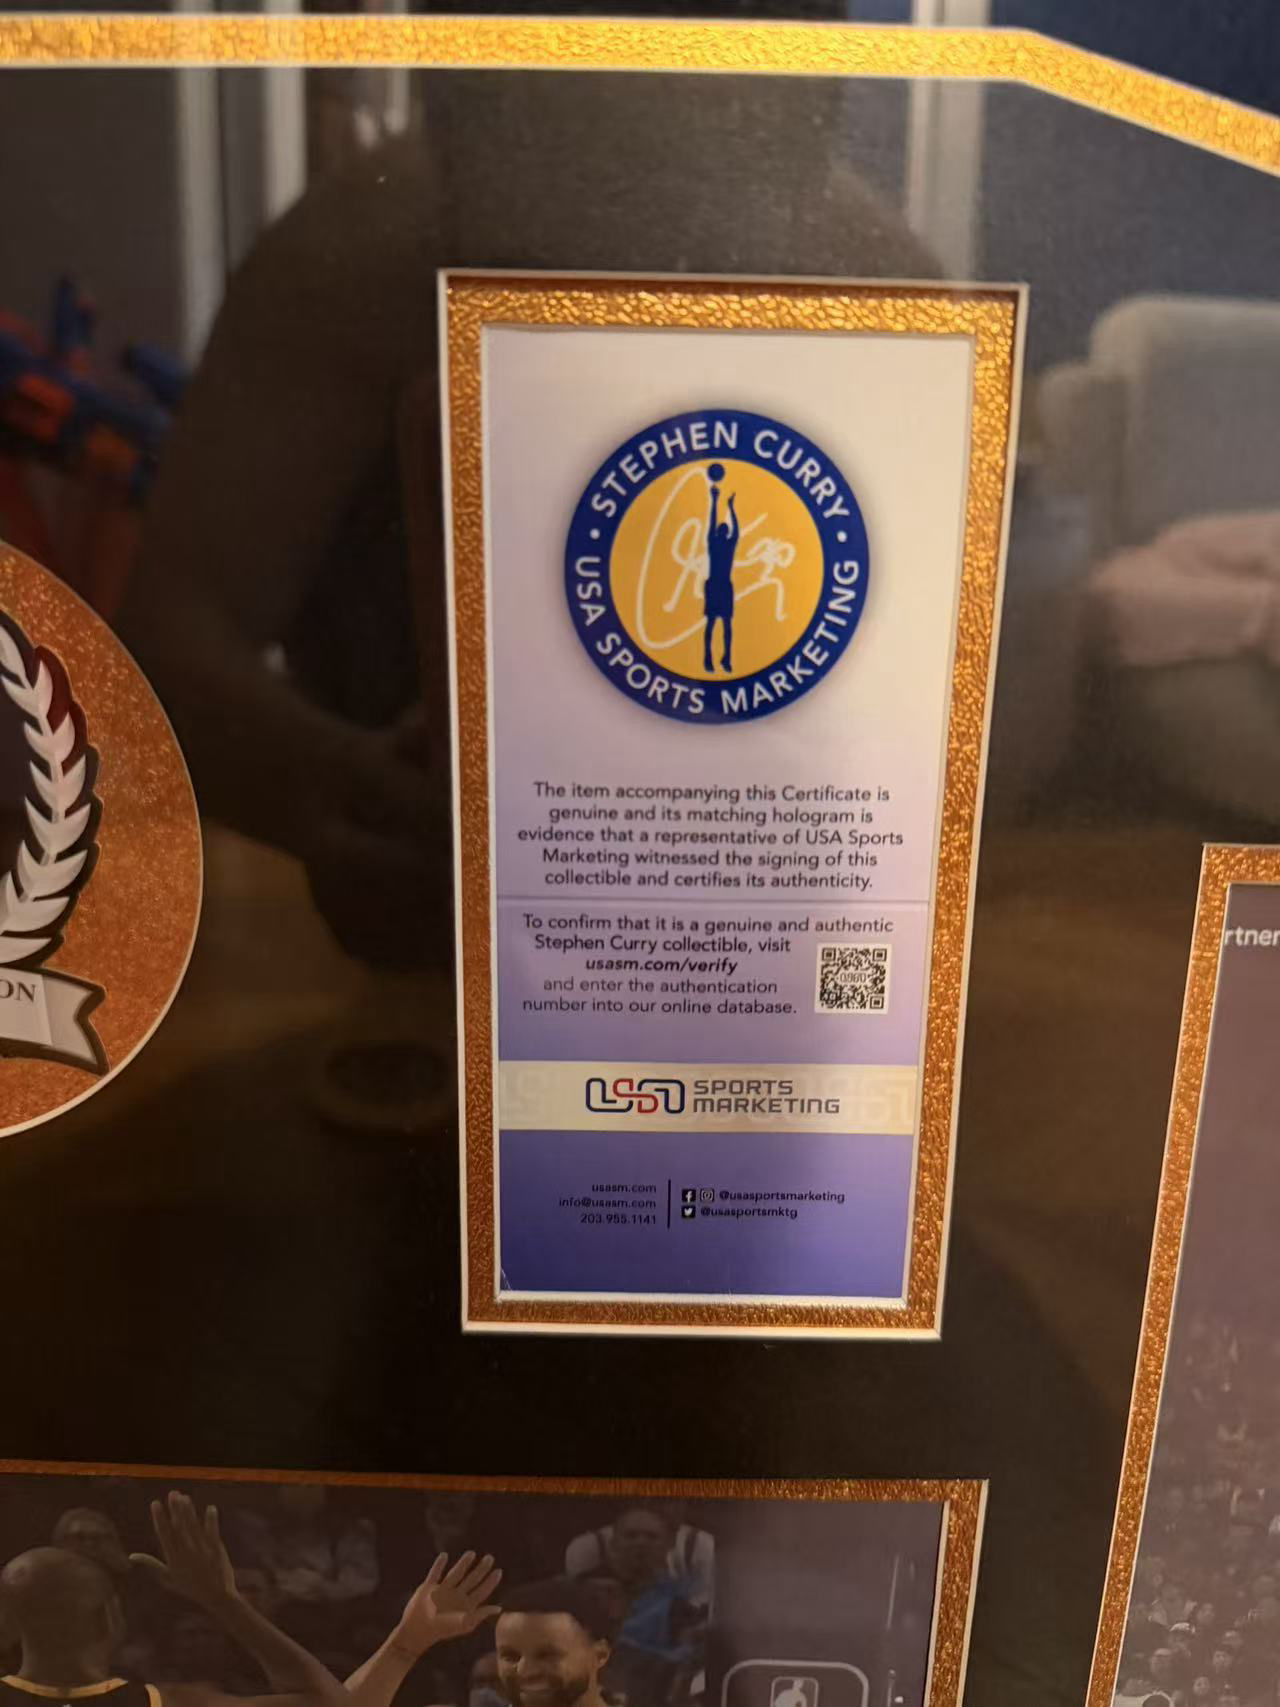 • STEPHEN CURRY •
USA SPORTS MARKETING
The item accompanying this Certificate is
genuine and its matching hologram is
evidence that a representative of USA Sports
Marketing witnessed the signing of this
collectible and certifies its authenticity.
To confirm that it is a genuine and authentic
Stephen Curry collectible, visit
usasm.com/verify
and enter the authentication
number into our online database.
USA SPORTS
MARKETING
usasm.com
info@usasm.com
203.955.1141
@usasportsmarketing
@usasportsmktg
ON
rtner